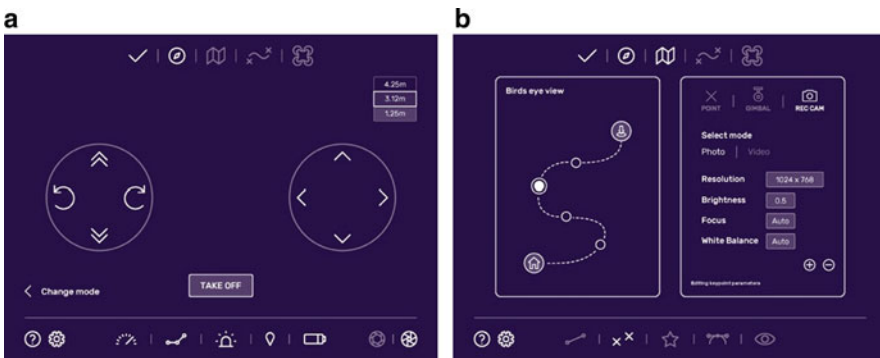 a
4.25m
3.12m
1.25m
Change mode
TAKE OFF
b
Birds eye view
POINT
GIMBAL
REC CAM
Select mode
Photo Video
Resolution 1024 x 768
Brightness 0.5
Focus Auto
White Balance Auto
Editing keypoint parameters